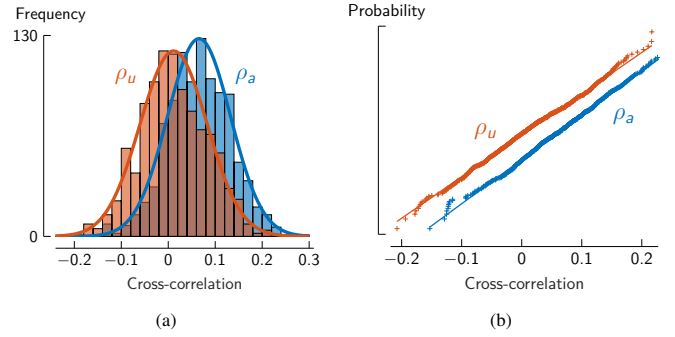 Frequency
130
ρu
ρa
0
−0.2 −0.1 0 0.1 0.2 0.3
Cross-correlation
(a)
Probability
ρu
ρa
−0.2 −0.1 0 0.1 0.2
Cross-correlation
(b)